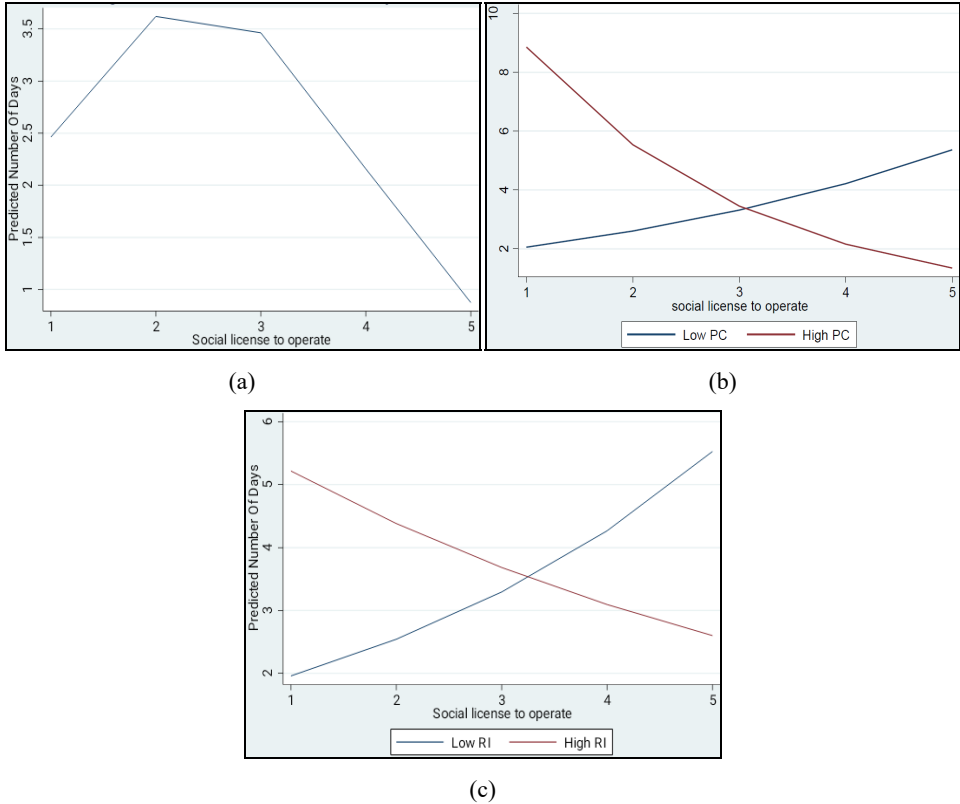 Predicted Number Of Days
3.5
3
2.5
2
1.5
1
1 2 3 4 5
Social license to operate
(a)
10
8
6
4
2
1 2 3 4 5
social license to operate
Low PC High PC
(b)
Predicted Number Of Days
6
5
4
3
2
1 2 3 4 5
Social license to operate
Low RI High RI
(c)